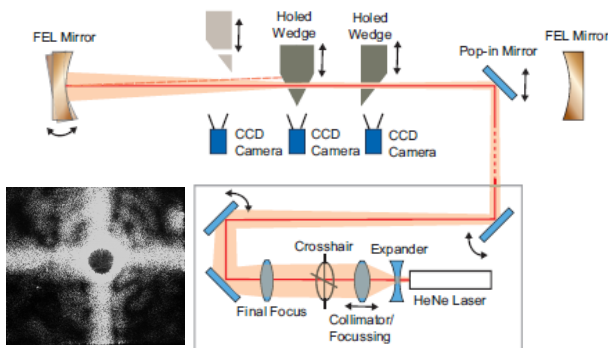 FEL Mirror
Holed
Wedge
Holed
Wedge
Pop-in Mirror
FEL Mirror
CCD
Camera
CCD
Camera
CCD
Camera
Crosshair
Expander
Final Focus
Collimator/
Focussing
HeNe Laser